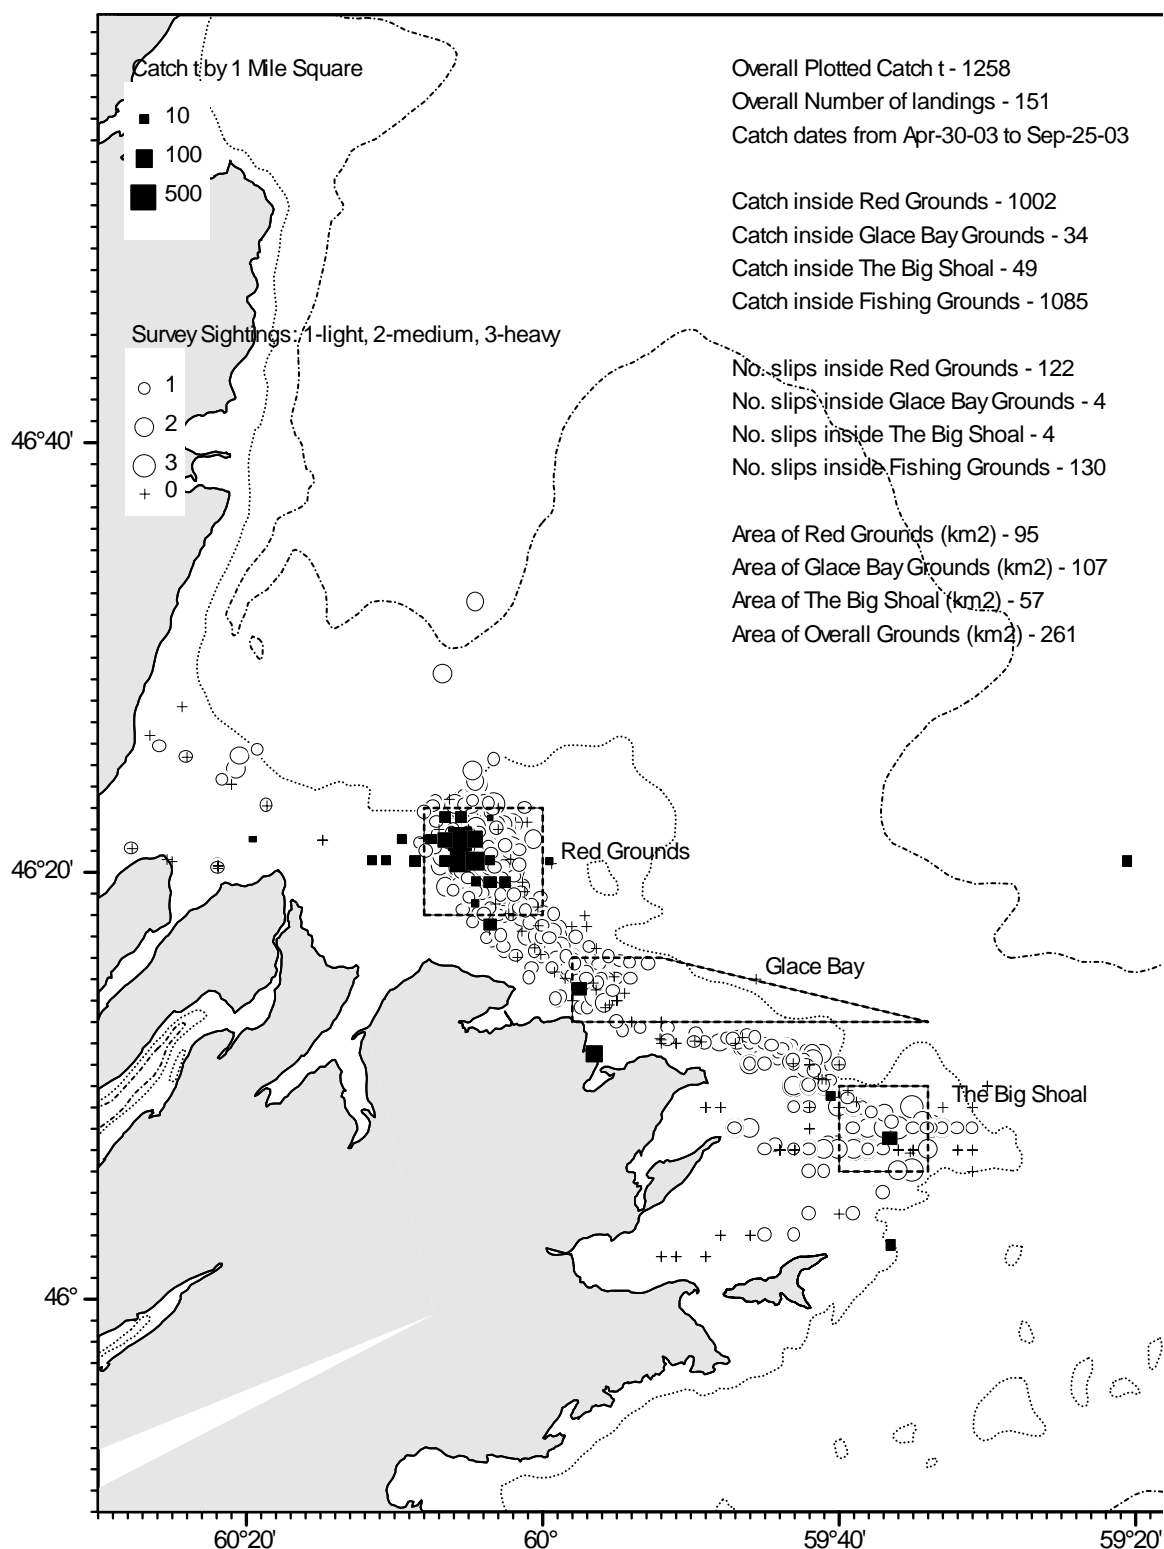 Catch t by 1 Mile Square
10
100
500
Overall Plotted Catch t - 1258
Overall Number of landings - 151
Catch dates from Apr-30-03 to Sep-25-03
Catch inside Red Grounds - 1002
Catch inside Glace Bay Grounds - 34
Catch inside The Big Shoal - 49
Catch inside Fishing Grounds - 1085
Survey Sightings: 1-light, 2-medium, 3-heavy
1
2
3
0
No. slips inside Red Grounds - 122
No. slips inside Glace Bay Grounds - 4
No. slips inside The Big Shoal - 4
No. slips inside Fishing Grounds - 130
Area of Red Grounds (km2) - 95
Area of Glace Bay Grounds (km2) - 107
Area of The Big Shoal (km2) - 57
Area of Overall Grounds (km2) - 261
46°40'
46°20'
46°
Red Grounds
Glace Bay
The Big Shoal
60°20'
60°
59°40'
59°20'